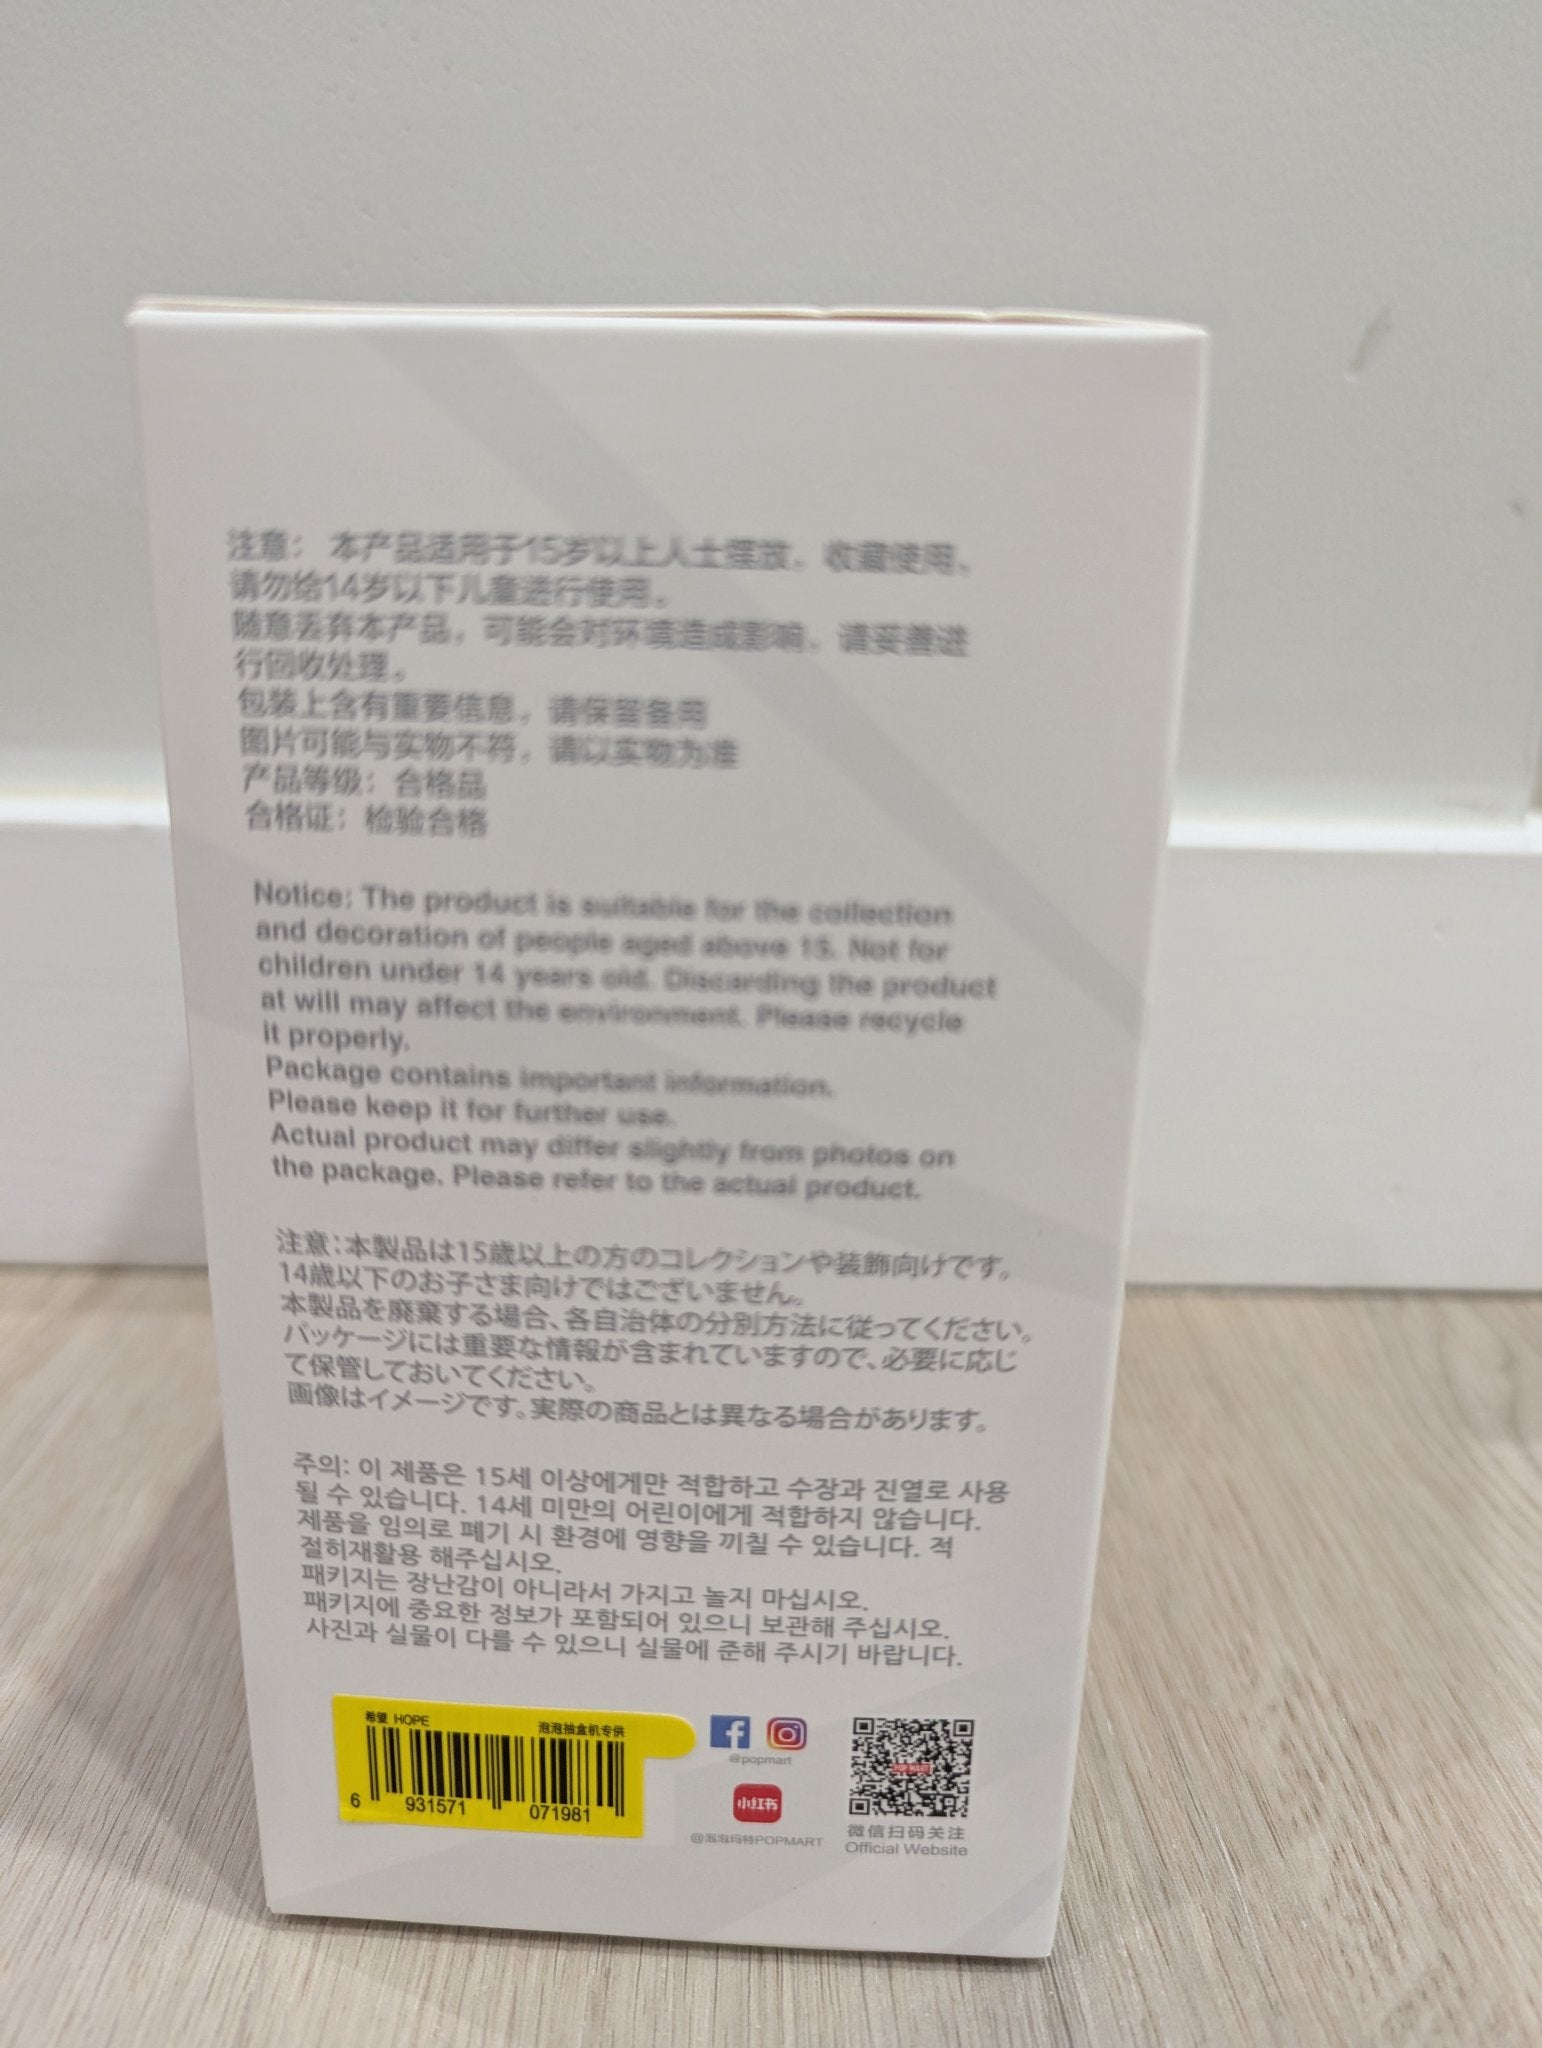 注意： 本产品适用于15岁以上人士摆放、收藏使用，
请勿给14岁以下儿童进行使用。
随意丢弃本产品，可能会对环境造成影响，请妥善进
行回收处理。
包装上含有重要信息，请保留备用
图片可能与实物不符，请以实物为准
产品等级：合格品
合格证：检验合格
Notice: The product is suitable for the collection
and decoration of people aged above 15. Not for
children under 14 years old. Discarding the product
at will may affect the environment. Please recycle
it properly.
Package contains important information.
Please keep it for further use.
Actual product may differ slightly from photos on
the package. Please refer to the actual product.
注意：本製品は15歳以上の方のコレクションや装飾向けです。
14歳以下のお子さま向けではございません。
本製品を廃棄する場合、各自治体の分別方法に従ってください。
パッケージには重要な情報が含まれていますので、必要に応じ
て保管しておいてください。
画像はイメージです。実際の商品とは異なる場合があります。
주의: 이 제품은 15세 이상에게만 적합하고 수장과 진열로 사용
될 수 있습니다. 14세 미만의 어린이에게 적합하지 않습니다.
제품을 임의로 폐기 시 환경에 영향을 끼칠 수 있습니다. 적
절히재활용 해주십시오.
패키지는 장난감이 아니라서 가지고 놀지 마십시오.
패키지에 중요한 정보가 포함되어 있으니 보관해 주십시오.
사진과 실물이 다를 수 있으니 실물에 준해 주시기 바랍니다.
希望 HOPE 泡泡抽盒机专供
6 931571 071981
@popmart
小红书
@泡泡玛特POPMART
POP MART
微信扫码关注
Official Website